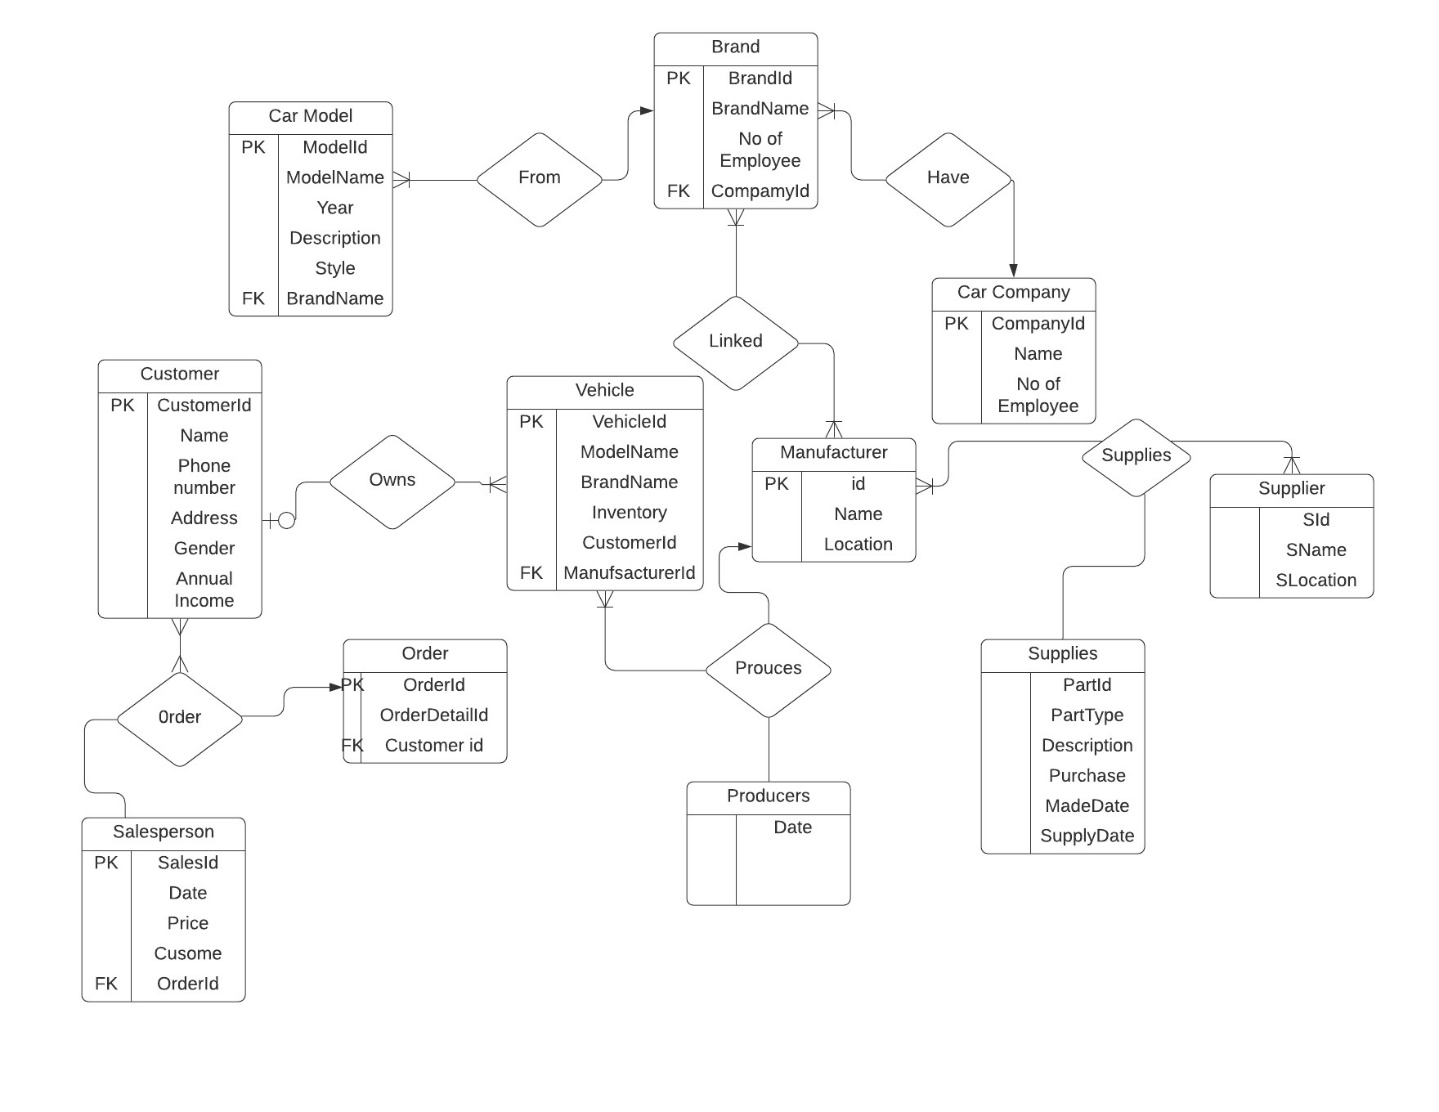 Brand
PK BrandId
BrandName
No of
Employee
FK CompamyId
Car Model
PK ModelId
ModelName
Year
Description
Style
FK BrandName
From
Have
Car Company
PK CompanyId
Name
No of
Employee
Linked
Customer
PK CustomerId
Name
Phone
number
Address
Gender
Annual
Income
Owns
Vehicle
PK VehicleId
ModelName
BrandName
Inventory
CustomerId
FK ManufsacturerId
Manufacturer
PK id
Name
Location
Supplies
Supplier
SId
SName
SLocation
Order
PK OrderId
OrderDetailId
FK Customer id
0rder
Prouces
Supplies
PartId
PartType
Description
Purchase
MadeDate
SupplyDate
Producers
Date
Salesperson
PK SalesId
Date
Price
Cusome
FK OrderId